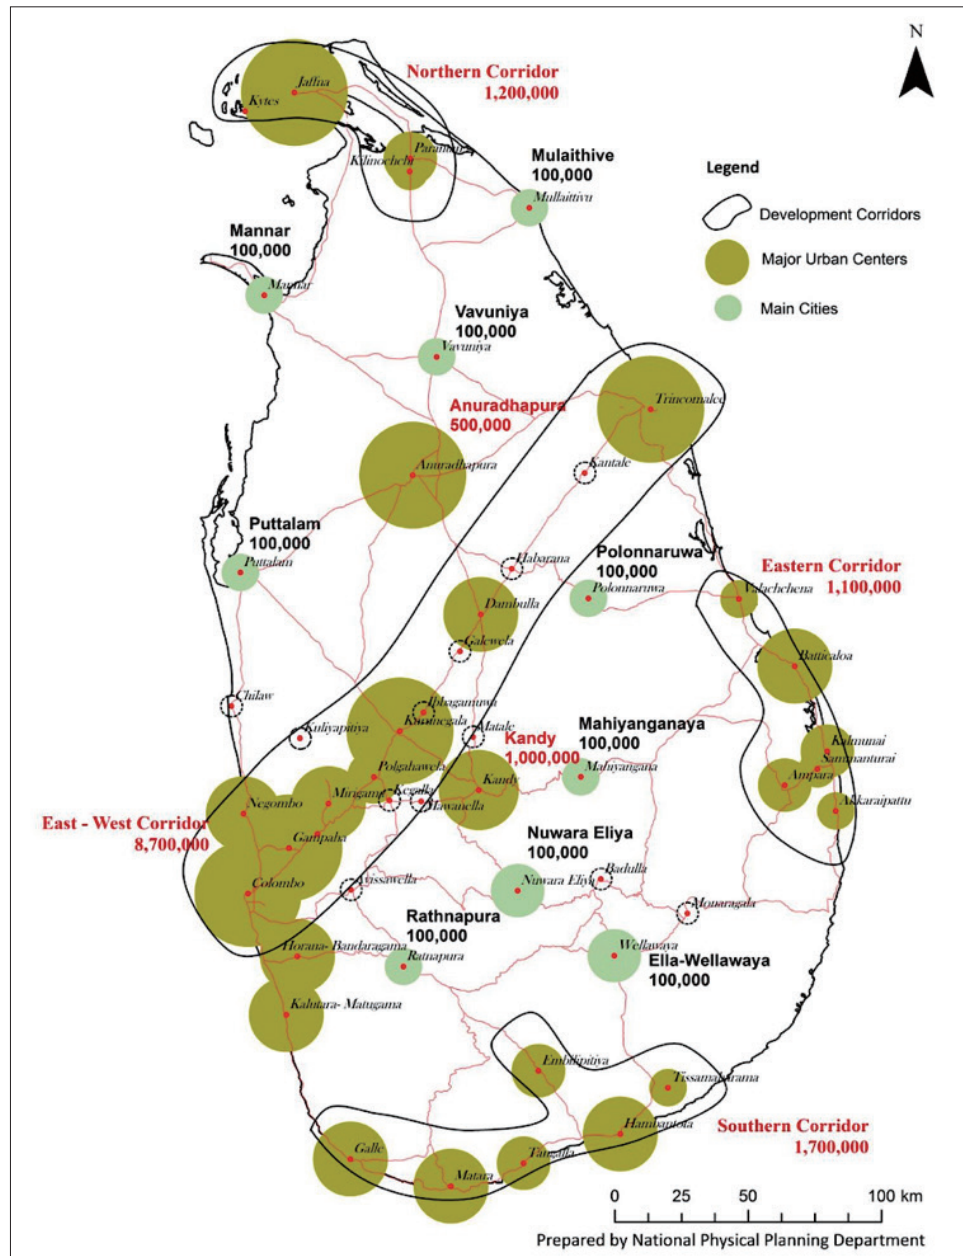 N
Northern Corridor
1,200,000
Jaffna
Kytes
Paranthan
Kilinochchi
Mulaithive
100,000
Mullaittivu
Legend
Development Corridors
Major Urban Centers
Main Cities
Mannar
100,000
Mannar
Vavuniya
100,000
Vavuniya
Trincomalee
Anuradhapura
500,000
Anuradhapura
Kantale
Puttalam
100,000
Puttalam
Habarana
Polonnaruwa
100,000
Polonnaruwa
Eastern Corridor
1,100,000
Valachchena
Dambulla
Galewela
Batticaloa
Chilaw
Kuliyapitiya
Ibbagamuwa
Kurunegala
Matale
Kandy
1,000,000
Mahiyanganaya
100,000
Mahiyangana
Kalmunai
Sammanturai
Ampara
Akkaraipattu
Polgahawela
Kegalla
Mawanella
Kandy
Negombo
Mirigama
East - West Corridor
8,700,000
Gampaha
Colombo
Avissawella
Nuwara Eliya
100,000
Nuwara Eliya
Badulla
Monaragala
Rathnapura
100,000
Ratnapura
Wellawaya
Ella-Wellawaya
100,000
Horana- Bandaragama
Kalutara- Matugama
Embilipitiya
Tissamaharama
Hambantota
Southern Corridor
1,700,000
Galle
Matara
Tangalla
0 25 50 100 km
Prepared by National Physical Planning Department